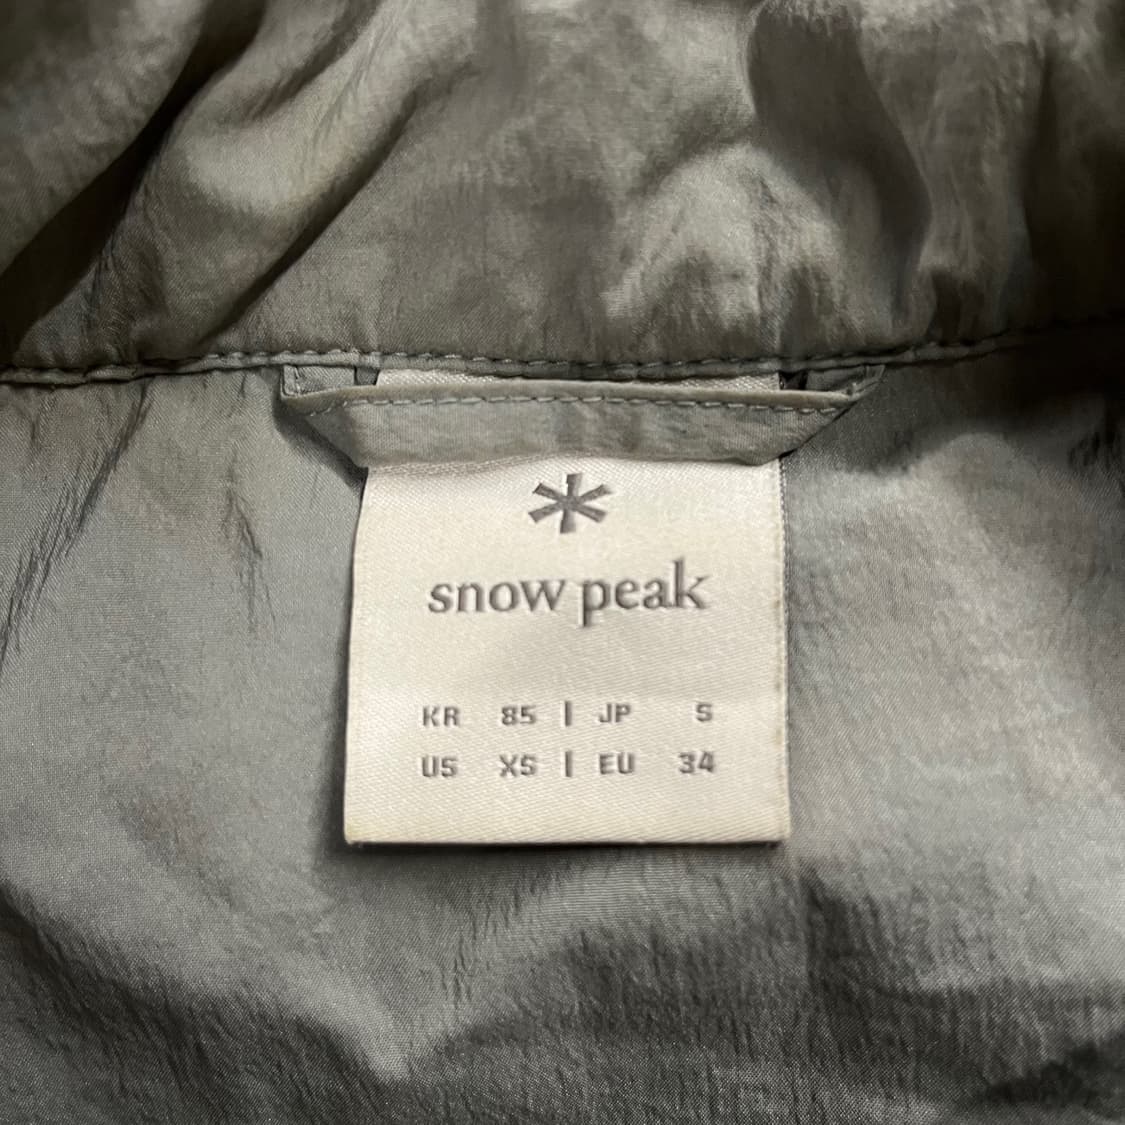 snow peak
KR 85 | JP S
US XS | EU 34